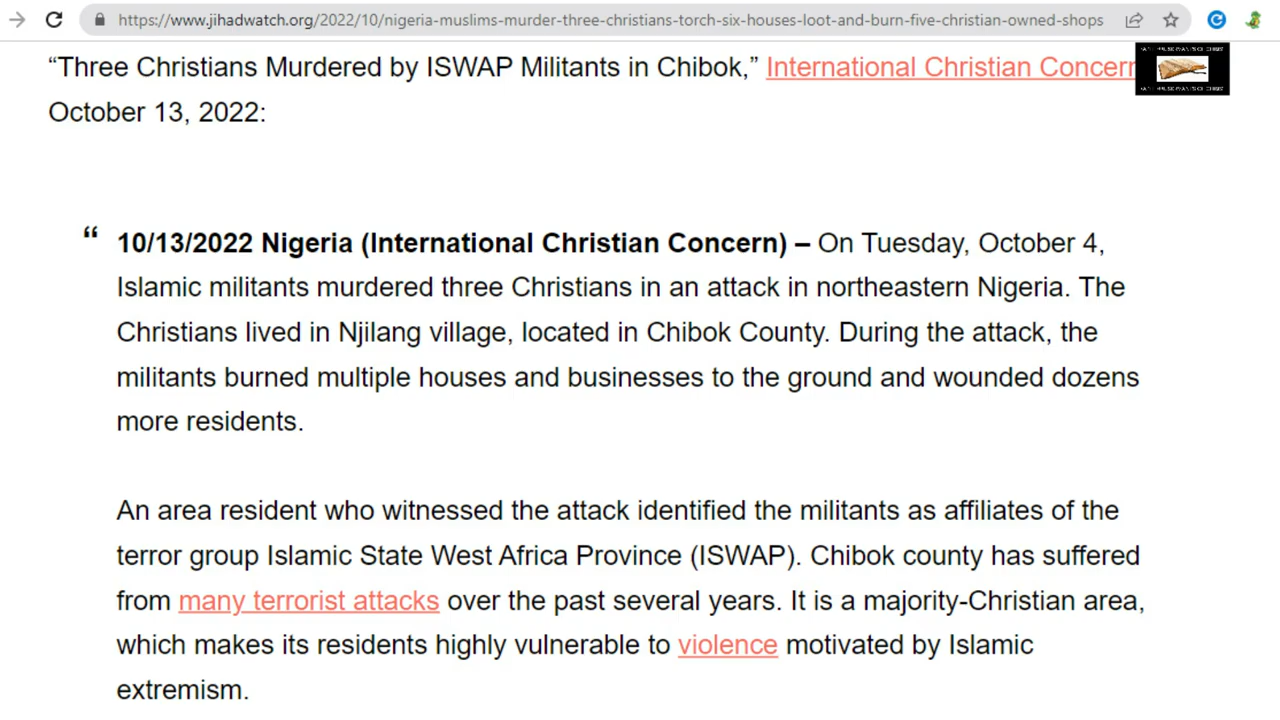 https://www.jihadwatch.org/2022/10/nigeria-muslims-murder-three-christians-torch-six-houses-loot-and-burn-five-christian-owned-shops
“Three Christians Murdered by ISWAP Militants in Chibok,” International Christian Concern
October 13, 2022:
“ 10/13/2022 Nigeria (International Christian Concern) – On Tuesday, October 4,
Islamic militants murdered three Christians in an attack in northeastern Nigeria. The
Christians lived in Njilang village, located in Chibok County. During the attack, the
militants burned multiple houses and businesses to the ground and wounded dozens
more residents.
An area resident who witnessed the attack identified the militants as affiliates of the
terror group Islamic State West Africa Province (ISWAP). Chibok county has suffered
from many terrorist attacks over the past several years. It is a majority-Christian area,
which makes its residents highly vulnerable to violence motivated by Islamic
extremism.